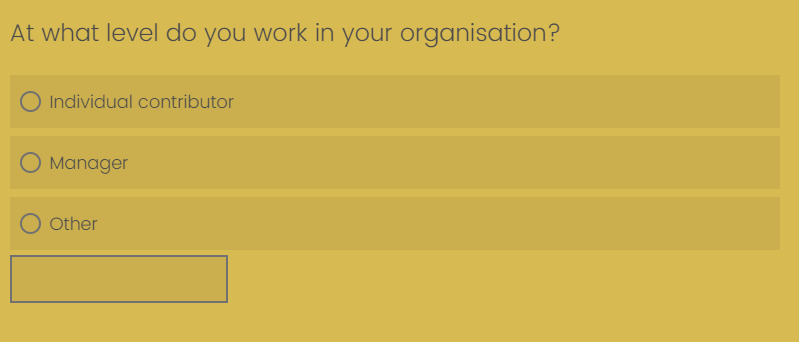 At what level do you work in your organisation?
Individual contributor
Manager
Other